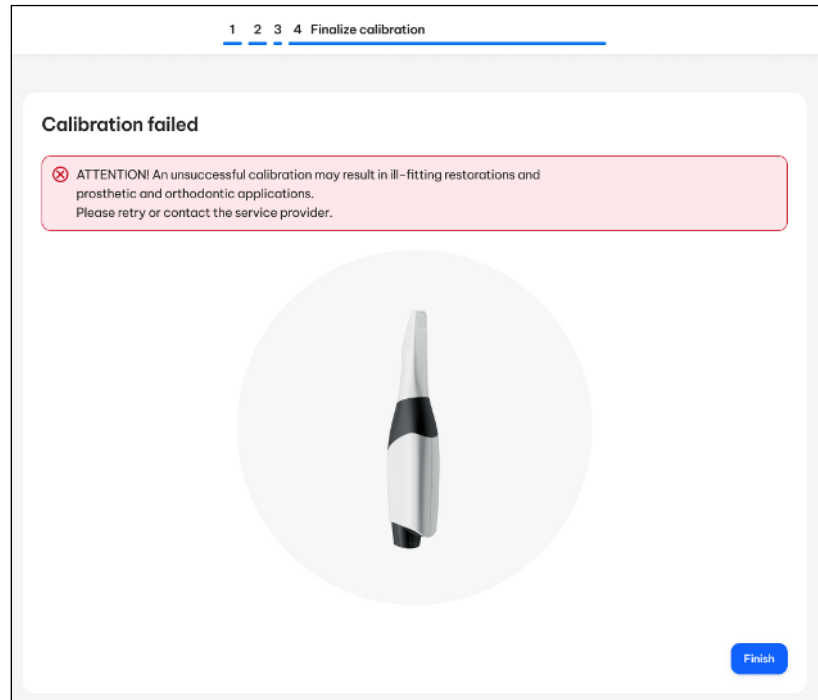 1 2 3 4 Finalize calibration
Calibration failed
ATTENTION! An unsuccessful calibration may result in ill-fitting restorations and
prosthetic and orthodontic applications.
Please retry or contact the service provider.
Finish